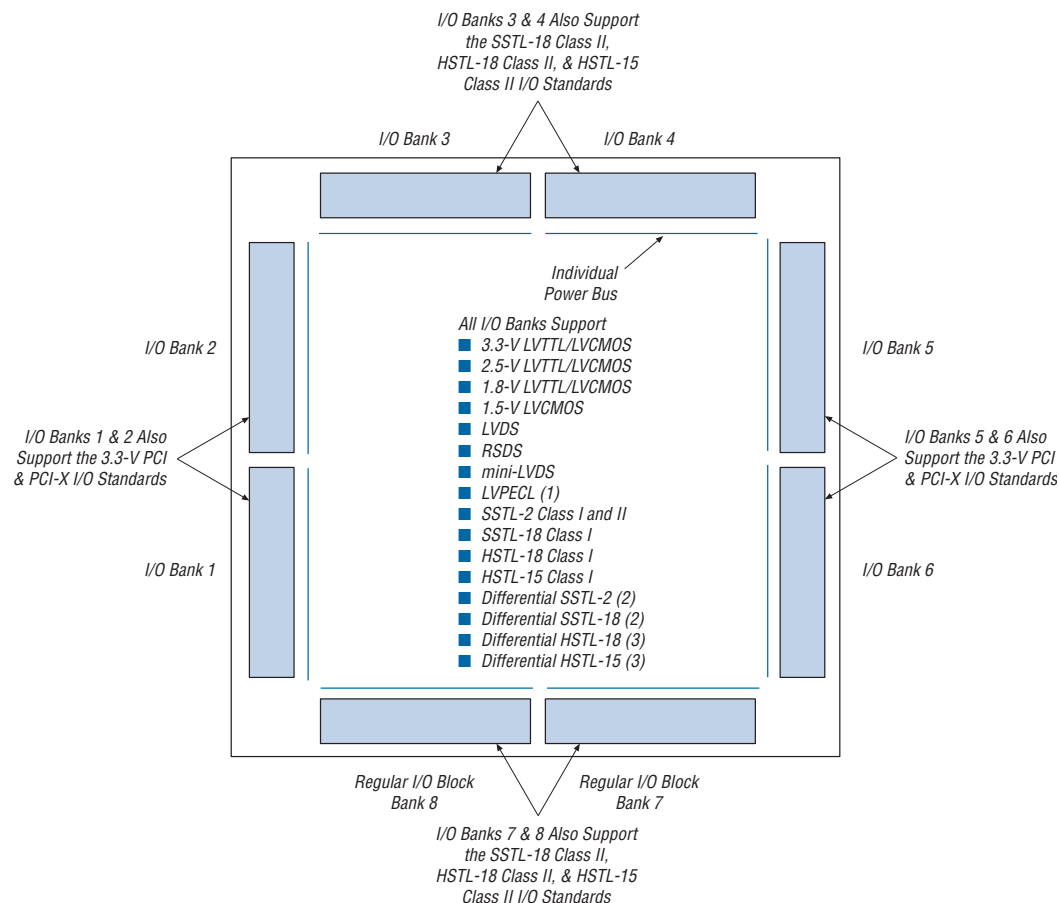 I/O Banks 3 & 4 Also Support
the SSTL-18 Class II,
HSTL-18 Class II, & HSTL-15
Class II I/O Standards
I/O Bank 3
I/O Bank 4
Individual
Power Bus
All I/O Banks Support
3.3-V LVTTL/LVCMOS
2.5-V LVTTL/LVCMOS
1.8-V LVTTL/LVCMOS
1.5-V LVCMOS
LVDS
RSDS
mini-LVDS
LVPECL (1)
SSTL-2 Class I and II
SSTL-18 Class I
HSTL-18 Class I
HSTL-15 Class I
Differential SSTL-2 (2)
Differential SSTL-18 (2)
Differential HSTL-18 (3)
Differential HSTL-15 (3)
I/O Bank 2
I/O Bank 5
I/O Banks 1 & 2 Also
Support the 3.3-V PCI
& PCI-X I/O Standards
I/O Banks 5 & 6 Also
Support the 3.3-V PCI
& PCI-X I/O Standards
I/O Bank 1
I/O Bank 6
Regular I/O Block
Bank 8
Regular I/O Block
Bank 7
I/O Banks 7 & 8 Also Support
the SSTL-18 Class II,
HSTL-18 Class II, & HSTL-15
Class II I/O Standards